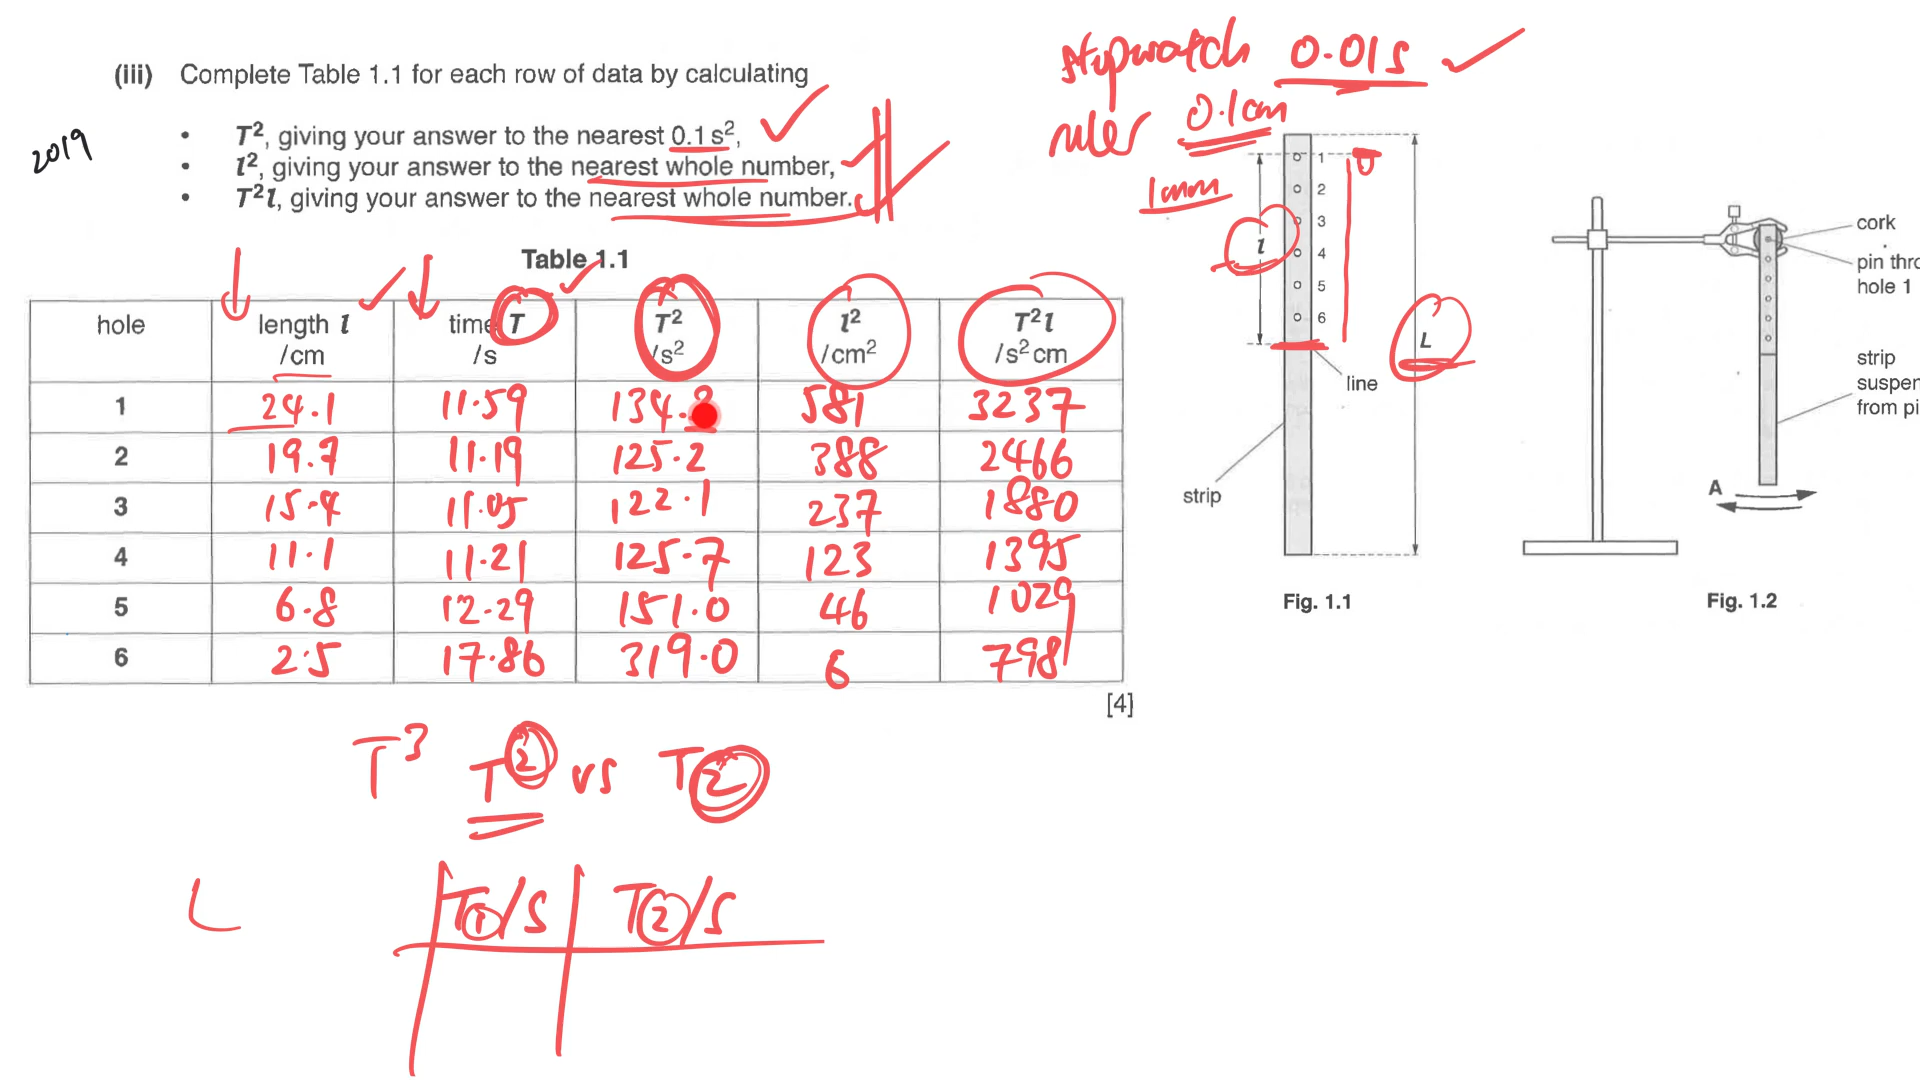 (iii) Complete Table 1.1 for each row of data by calculating
• T², giving your answer to the nearest 0.1 s²,
• l², giving your answer to the nearest whole number,
• T²l, giving your answer to the nearest whole number.
2019
Table 1.1
hole length l /cm time T /s T² /s² l² /cm² T²l /s² cm
1 24.1 11.59 134. 581 3237
2 19.7 11.19 125.2 388 2466
3 15.4 11.05 122.1 237 1880
4 11.1 11.21 125.7 123 1395
5 6.8 12.29 151.0 46 1029
6 2.5 17.86 319.0 6 798
[4]
T³ T² vs T2
T1/s T2/s
stopwatch 0.01s
ruler 0.1cm
1mm
0
1
2
3
4
5
6
l
L
line
strip
Fig. 1.1
cork
pin thro
hole 1
strip
suspen
from pi
A
Fig. 1.2